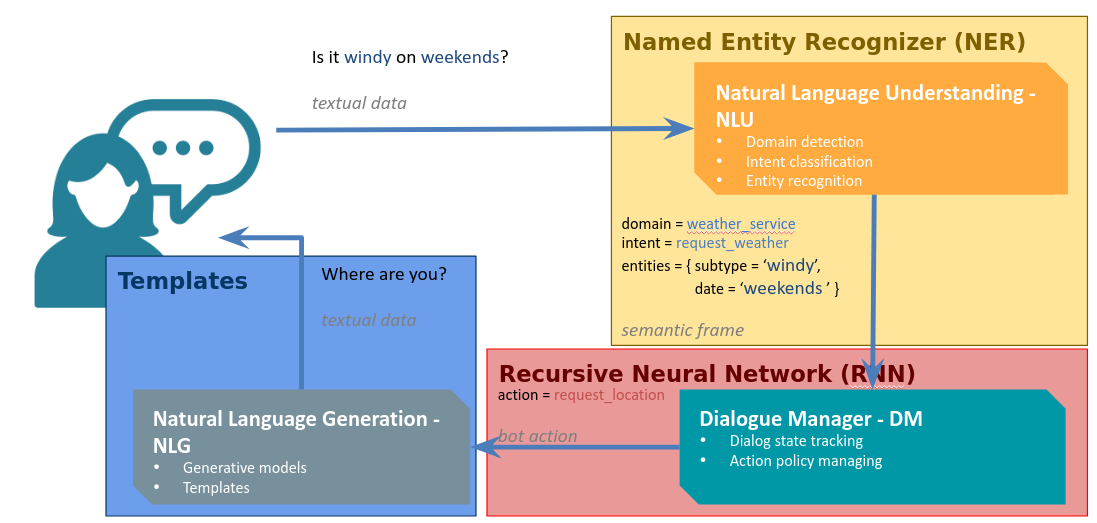 Is it windy on weekends?
textual data
Named Entity Recognizer (NER)
Natural Language Understanding -
NLU
• Domain detection
• Intent classification
• Entity recognition
domain = weather_service
intent = request_weather
entities = { subtype = ‘windy’,
date = ‘weekends ’ }
semantic frame
Recursive Neural Network (RNN)
action = request_location
bot action
Dialogue Manager - DM
• Dialog state tracking
• Action policy managing
Templates
Where are you?
textual data
Natural Language Generation -
NLG
• Generative models
• Templates